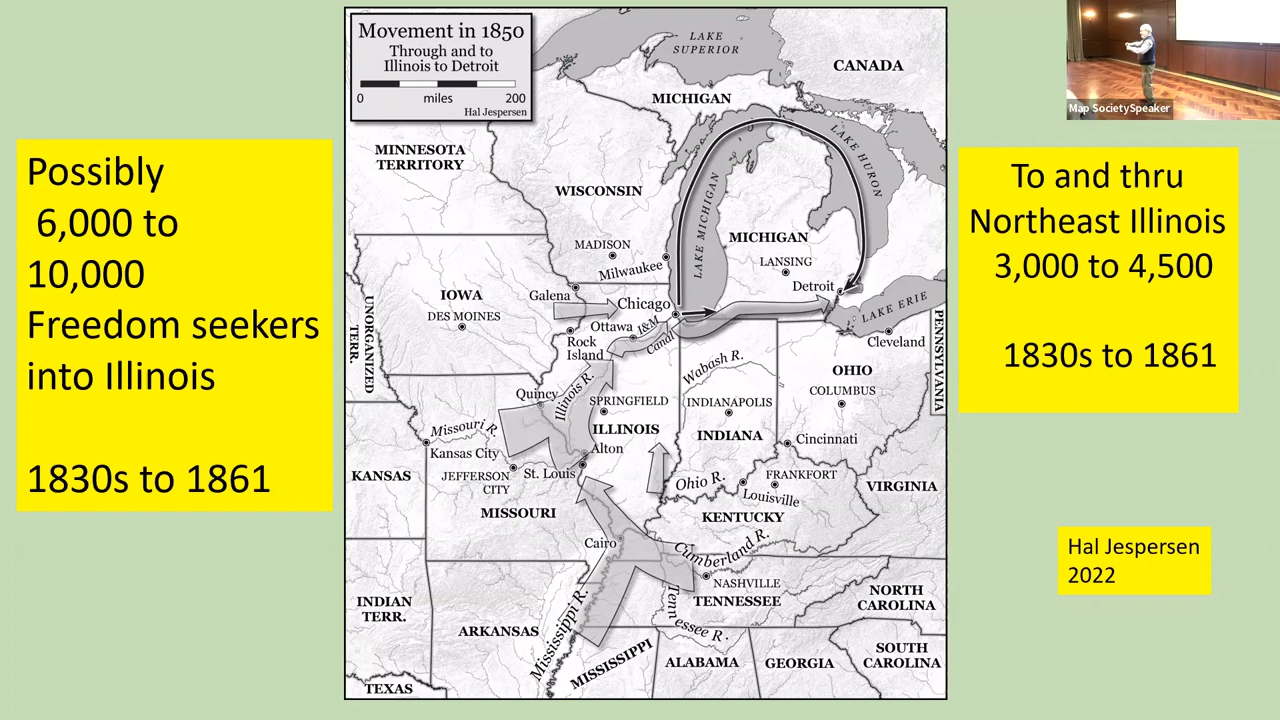 Possibly
6,000 to
10,000
Freedom seekers
into Illinois
1830s to 1861
Movement in 1850
Through and to
Illinois to Detroit
0 miles 200
Hal Jespersen
LAKE
SUPERIOR
CANADA
MICHIGAN
MINNESOTA
TERRITORY
WISCONSIN
LAKE HURON
LAKE MICHIGAN
MICHIGAN
MADISON
Milwaukee
LANSING
Detroit
Galena
Chicago
IOWA
DES MOINES
LAKE ERIE
UNORGANIZED
TERR.
Rock
Island
Ottawa
I&M
Canal
Cleveland
PENNSYLVANIA
Wabash R.
OHIO
COLUMBUS
Quincy
Illinois R.
SPRINGFIELD
ILLINOIS
INDIANAPOLIS
INDIANA
Missouri R.
Kansas City
Alton
Cincinnati
KANSAS
JEFFERSON
CITY
St. Louis
Ohio R.
FRANKFORT
Louisville
VIRGINIA
MISSOURI
KENTUCKY
Cairo
Cumberland R.
NASHVILLE
TENNESSEE
Tennessee R.
NORTH
CAROLINA
INDIAN
TERR.
ARKANSAS
Mississippi R.
MISSISSIPPI
ALABAMA
GEORGIA
SOUTH
CAROLINA
TEXAS
Map SocietySpeaker
To and thru
Northeast Illinois
3,000 to 4,500
1830s to 1861
Hal Jespersen
2022